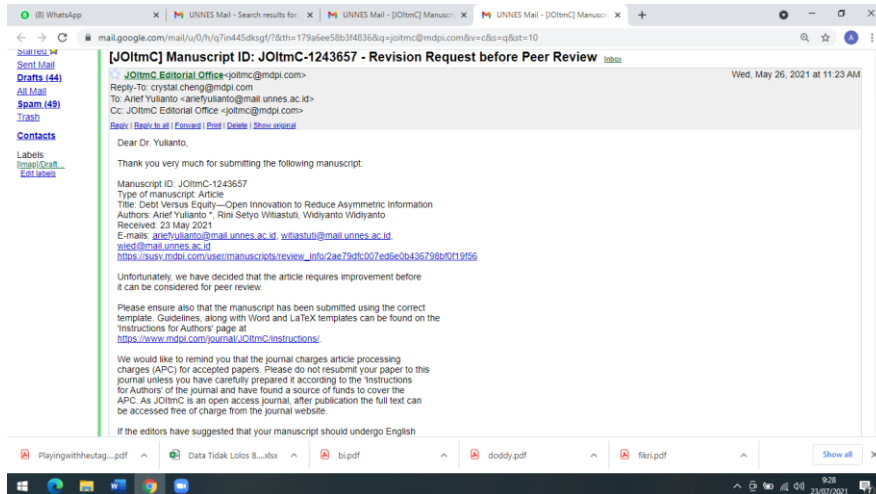 (8) WhatsApp
UNNES Mail - Search results for:
UNNES Mail - [JOItmC] Manuscri
UNNES Mail - [JOItmC] Manuscri
mail.google.com/mail/u/0/h/q7in445dksgf/?&th=179a6ee58b3f4836&q=joitmc@mdpi.com&v=c&s=q&st=10
A
Starred
Sent Mail
Drafts (44)
All Mail
Spam (49)
Trash
Contacts
Labels
[Imap]/Draft...
Edit labels
[JOItmC] Manuscript ID: JOItmC-1243657 - Revision Request before Peer Review Inbox
JOItmC Editorial Office<joitmc@mdpi.com> Wed, May 26, 2021 at 11:23 AM
Reply-To: crystal.cheng@mdpi.com
To: Arief Yulianto <ariefyulianto@mail.unnes.ac.id>
Cc: JOItmC Editorial Office <joitmc@mdpi.com>
Reply | Reply to all | Forward | Print | Delete | Show original
Dear Dr. Yulianto,
Thank you very much for submitting the following manuscript:
Manuscript ID: JOItmC-1243657
Type of manuscript: Article
Title: Debt Versus Equity—Open Innovation to Reduce Asymmetric Information
Authors: Arief Yulianto *, Rini Setyo Witiastuti, Widiyanto Widiyanto
Received: 23 May 2021
E-mails: ariefyulianto@mail.unnes.ac.id, witiastuti@mail.unnes.ac.id,
wied@mail.unnes.ac.id
https://susy.mdpi.com/user/manuscripts/review_info/2ae79dfc007ed6e0b436798bf0f19f56
Unfortunately, we have decided that the article requires improvement before
it can be considered for peer review.
Please ensure also that the manuscript has been submitted using the correct
template. Guidelines, along with Word and LaTeX templates can be found on the
'Instructions for Authors' page at
https://www.mdpi.com/journal/JOItmC/instructions/.
We would like to remind you that the journal charges article processing
charges (APC) for accepted papers. Please do not resubmit your paper to this
journal unless you have carefully prepared it according to the 'Instructions
for Authors' of the journal and have found a source of funds to cover the
APC. As JOItmC is an open access journal, after publication the full text can
be accessed free of charge from the journal website.
If the editors have suggested that your manuscript should undergo English
Playingwithheutag....pdf
Data Tidak Lolos B....xlsx
bi.pdf
doddy.pdf
fikri.pdf
Show all
9:28
23/07/2021